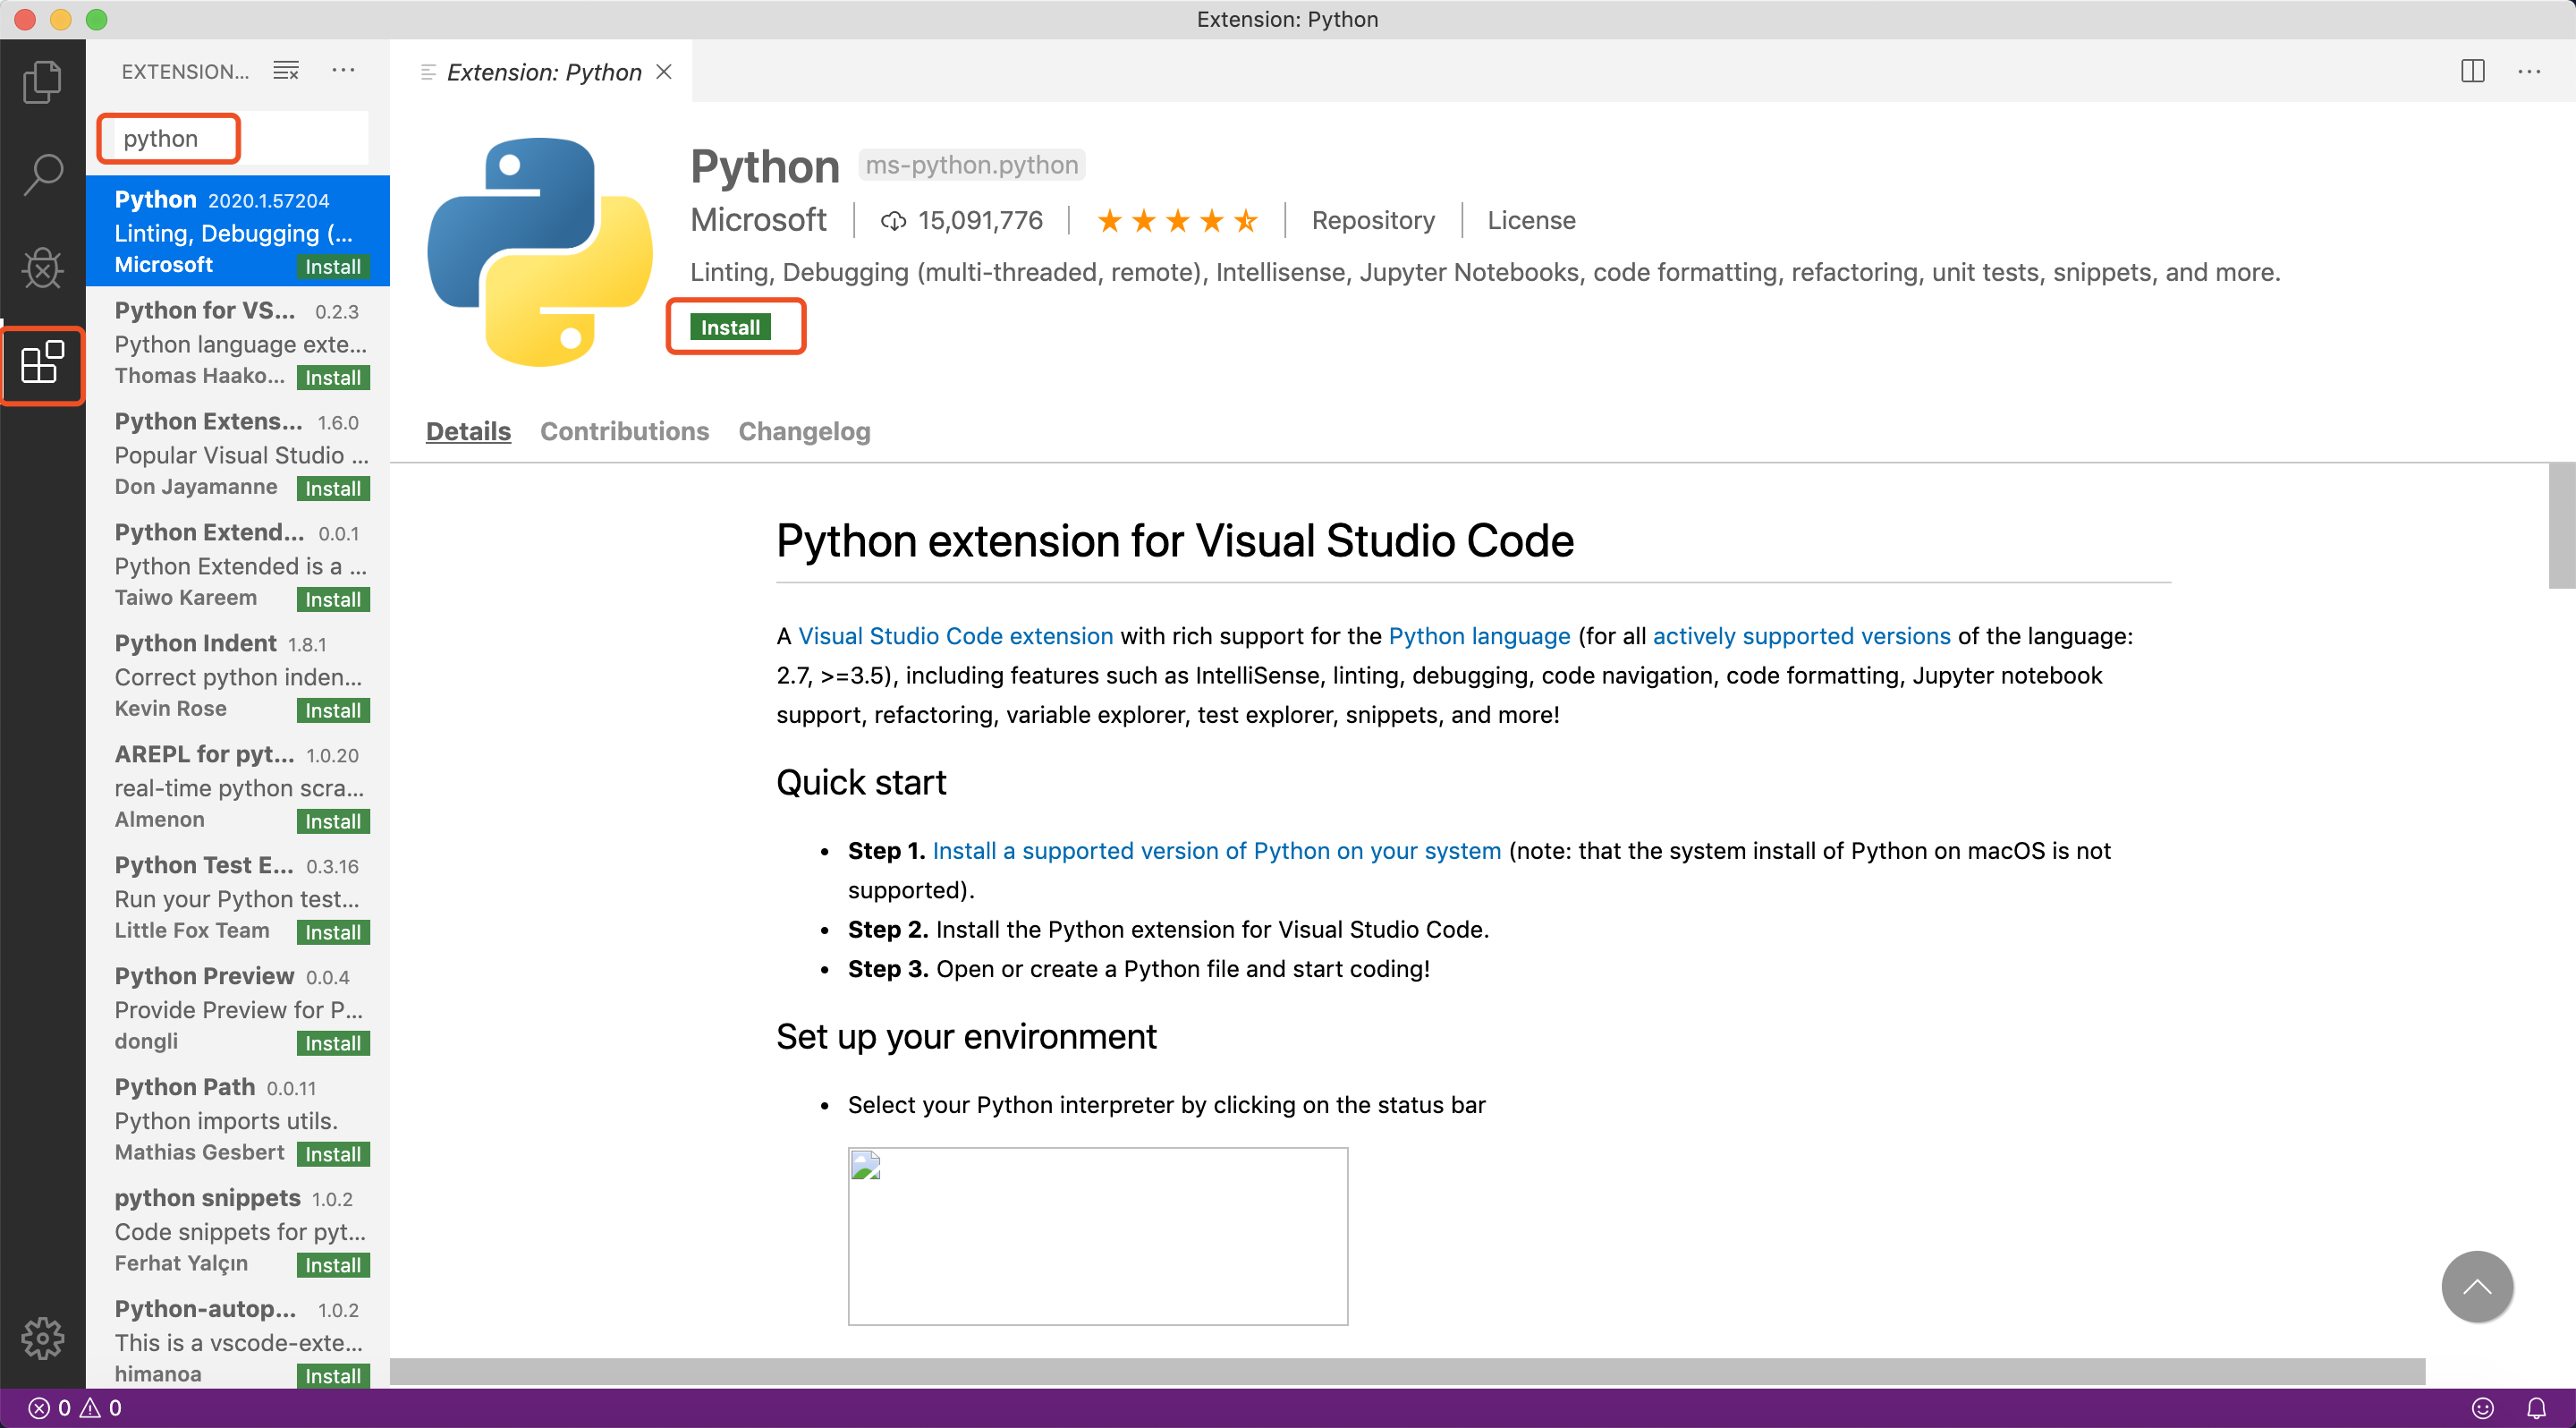 Extension: Python
EXTENSION...
Extension: Python
python
Python 2020.1.57204
Linting, Debugging (...
Microsoft Install
Python for VS... 0.2.3
Python language exte...
Thomas Haako... Install
Python Extens... 1.6.0
Popular Visual Studio ...
Don Jayamanne Install
Python Extend... 0.0.1
Python Extended is a ...
Taiwo Kareem Install
Python Indent 1.8.1
Correct python inden...
Kevin Rose Install
AREPL for pyt... 1.0.20
real-time python scra...
Almenon Install
Python Test E... 0.3.16
Run your Python test...
Little Fox Team Install
Python Preview 0.0.4
Provide Preview for P...
dongli Install
Python Path 0.0.11
Python imports utils.
Mathias Gesbert Install
python snippets 1.0.2
Code snippets for pyt...
Ferhat Yalçın Install
Python-autop... 1.0.2
This is a vscode-exte...
himanoa Install
Python ms-python.python
Microsoft 15,091,776 Repository License
Linting, Debugging (multi-threaded, remote), Intellisense, Jupyter Notebooks, code formatting, refactoring, unit tests, snippets, and more.
Install
Details Contributions Changelog
Python extension for Visual Studio Code
A Visual Studio Code extension with rich support for the Python language (for all actively supported versions of the language:
2.7, >=3.5), including features such as IntelliSense, linting, debugging, code navigation, code formatting, Jupyter notebook
support, refactoring, variable explorer, test explorer, snippets, and more!
Quick start
• Step 1. Install a supported version of Python on your system (note: that the system install of Python on macOS is not
supported).
• Step 2. Install the Python extension for Visual Studio Code.
• Step 3. Open or create a Python file and start coding!
Set up your environment
• Select your Python interpreter by clicking on the status bar
0 0